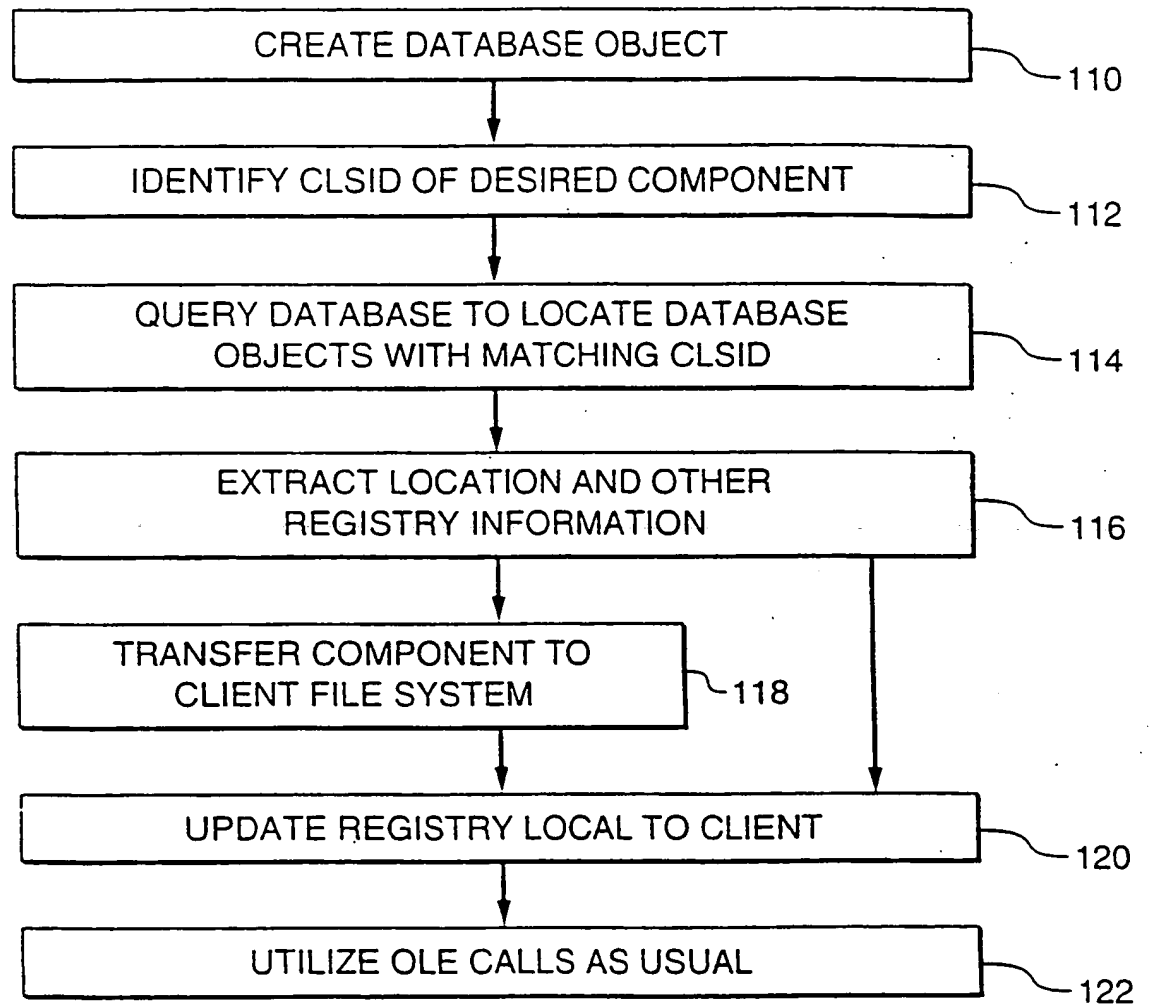 CREATE DATABASE OBJECT
110
IDENTIFY CLSID OF DESIRED COMPONENT
112
QUERY DATABASE TO LOCATE DATABASE
OBJECTS WITH MATCHING CLSID
114
EXTRACT LOCATION AND OTHER
REGISTRY INFORMATION
116
TRANSFER COMPONENT TO
CLIENT FILE SYSTEM
118
UPDATE REGISTRY LOCAL TO CLIENT
120
UTILIZE OLE CALLS AS USUAL
122